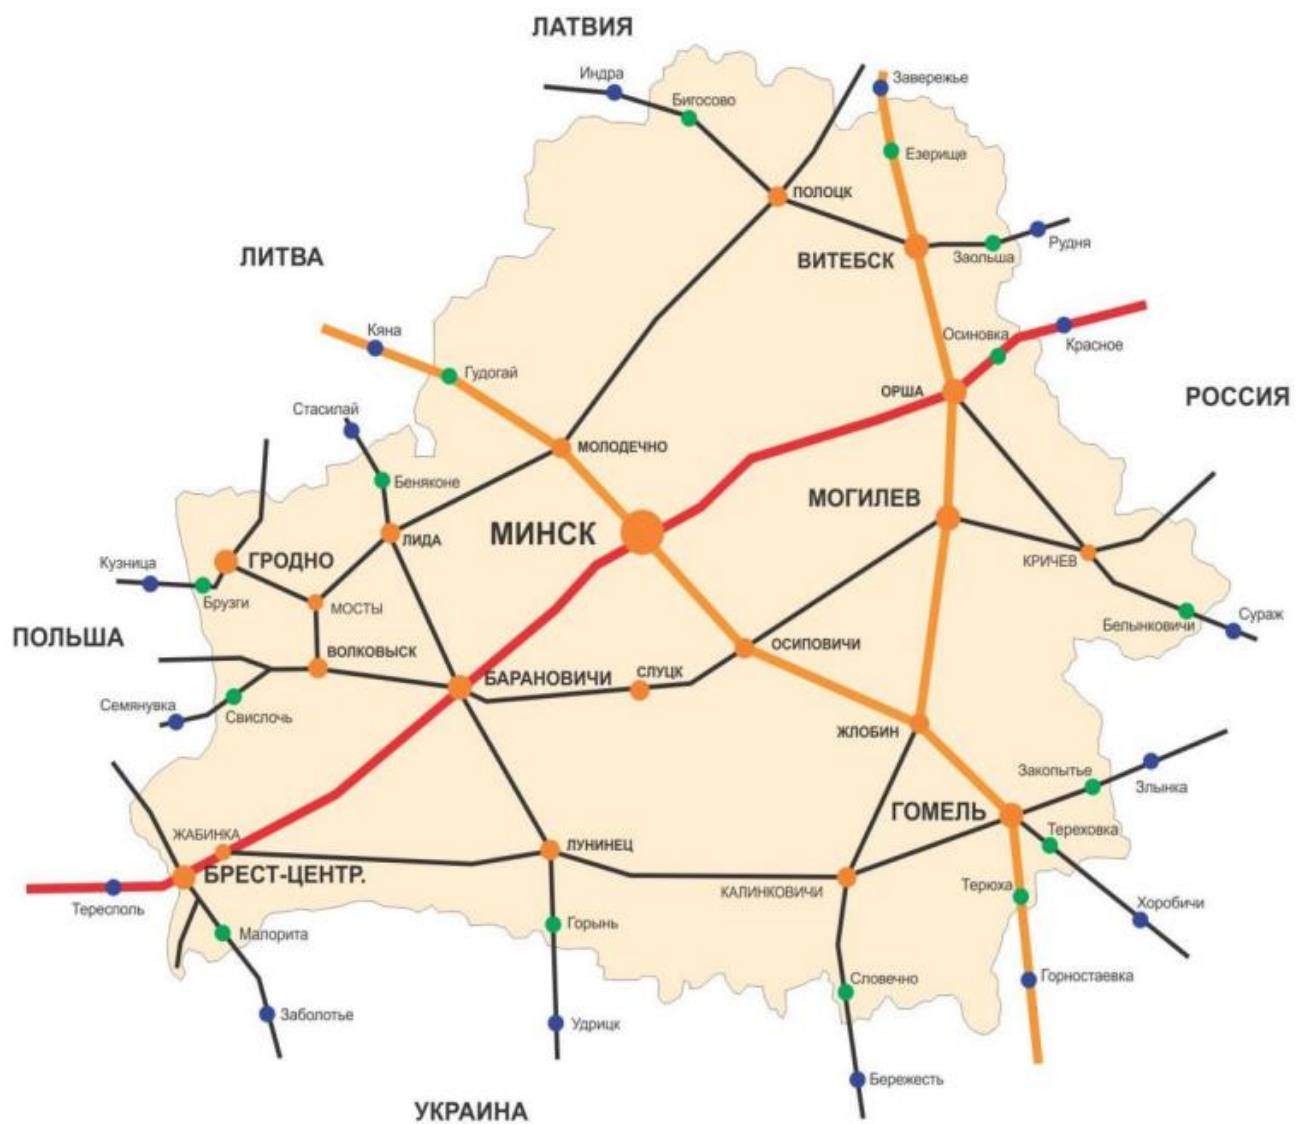 ЛАТВИЯ
Индра
Завережье
Бигосово
Езерище
ПОЛОЦК
Рудня
ЛИТВА
ВИТЕБСК
Заольша
Кяна
Осиновка
Красное
Гудогай
ОРША
РОССИЯ
Стасилай
МОЛОДЕЧНО
Беняконе
МОГИЛЕВ
МИНСК
ЛИДА
Кузница
ГРОДНО
КРИЧЕВ
Брузги
МОСТЫ
Сураж
Белынковичи
ПОЛЬША
ВОЛКОВЫСК
ОСИПОВИЧИ
СЛУЦК
БАРАНОВИЧИ
Семянувка
Свислочь
ЖЛОБИН
Закопытье
Злынка
ГОМЕЛЬ
ЖАБИНКА
Тереховка
ЛУНИНЕЦ
БРЕСТ-ЦЕНТР.
Терюха
КАЛИНКОВИЧИ
Тересполь
Хоробичи
Малорита
Горынь
Словечно
Горностаевка
Заболотье
Удрицк
Бережесть
УКРАИНА